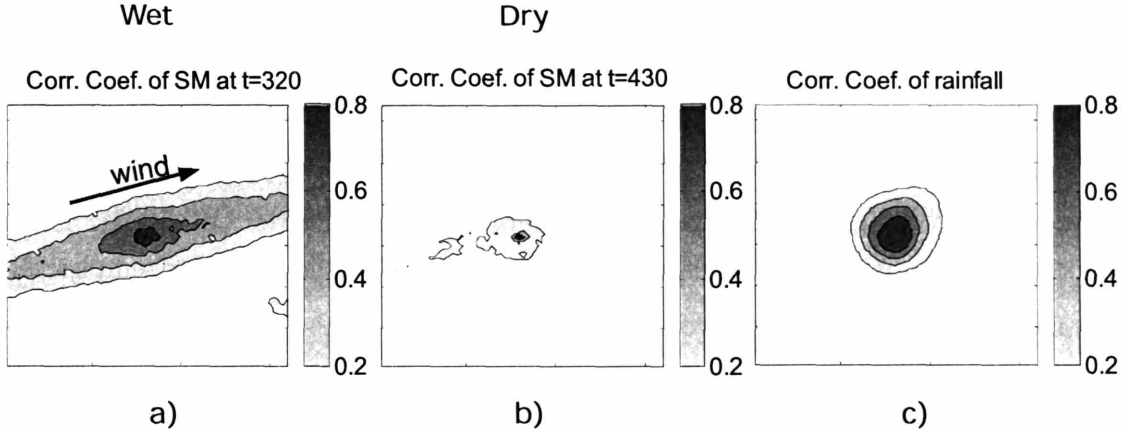 Wet
Dry
Corr. Coef. of SM at t=320
Corr. Coef. of SM at t=430
Corr. Coef. of rainfall
wind
0.8
0.6
0.4
0.2
0.8
0.6
0.4
0.2
0.8
0.6
0.4
0.2
a)
b)
c)